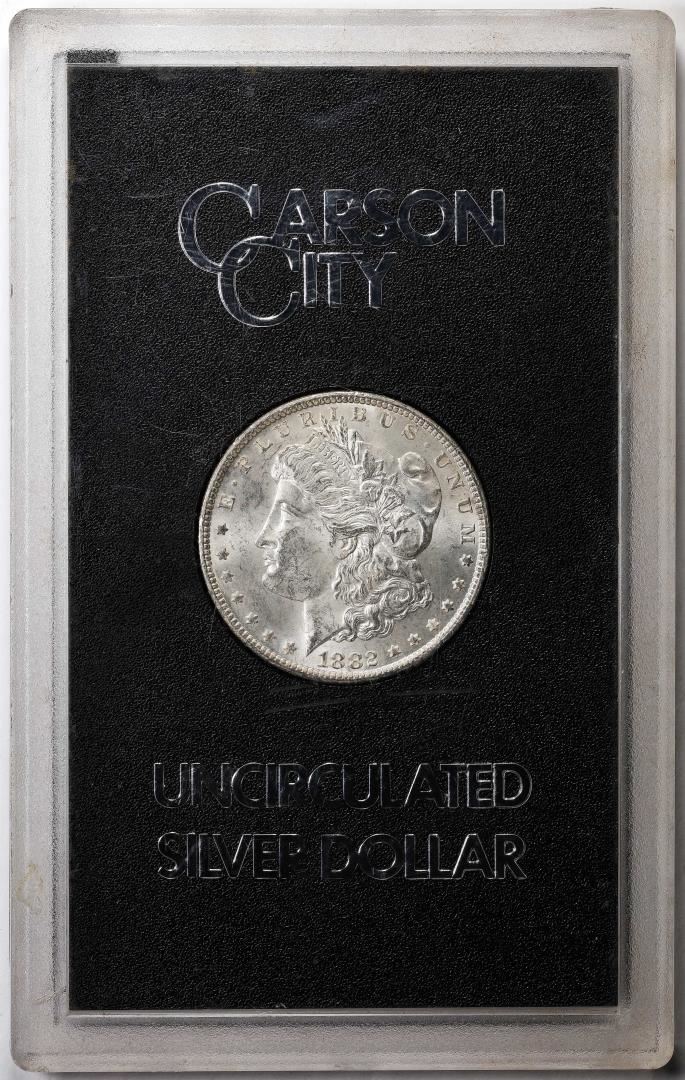 CARSON
CITY
E·PLURIBUS·UNUM
LIBERTY
1882
UNCIRCULATED
SILVER DOLLAR